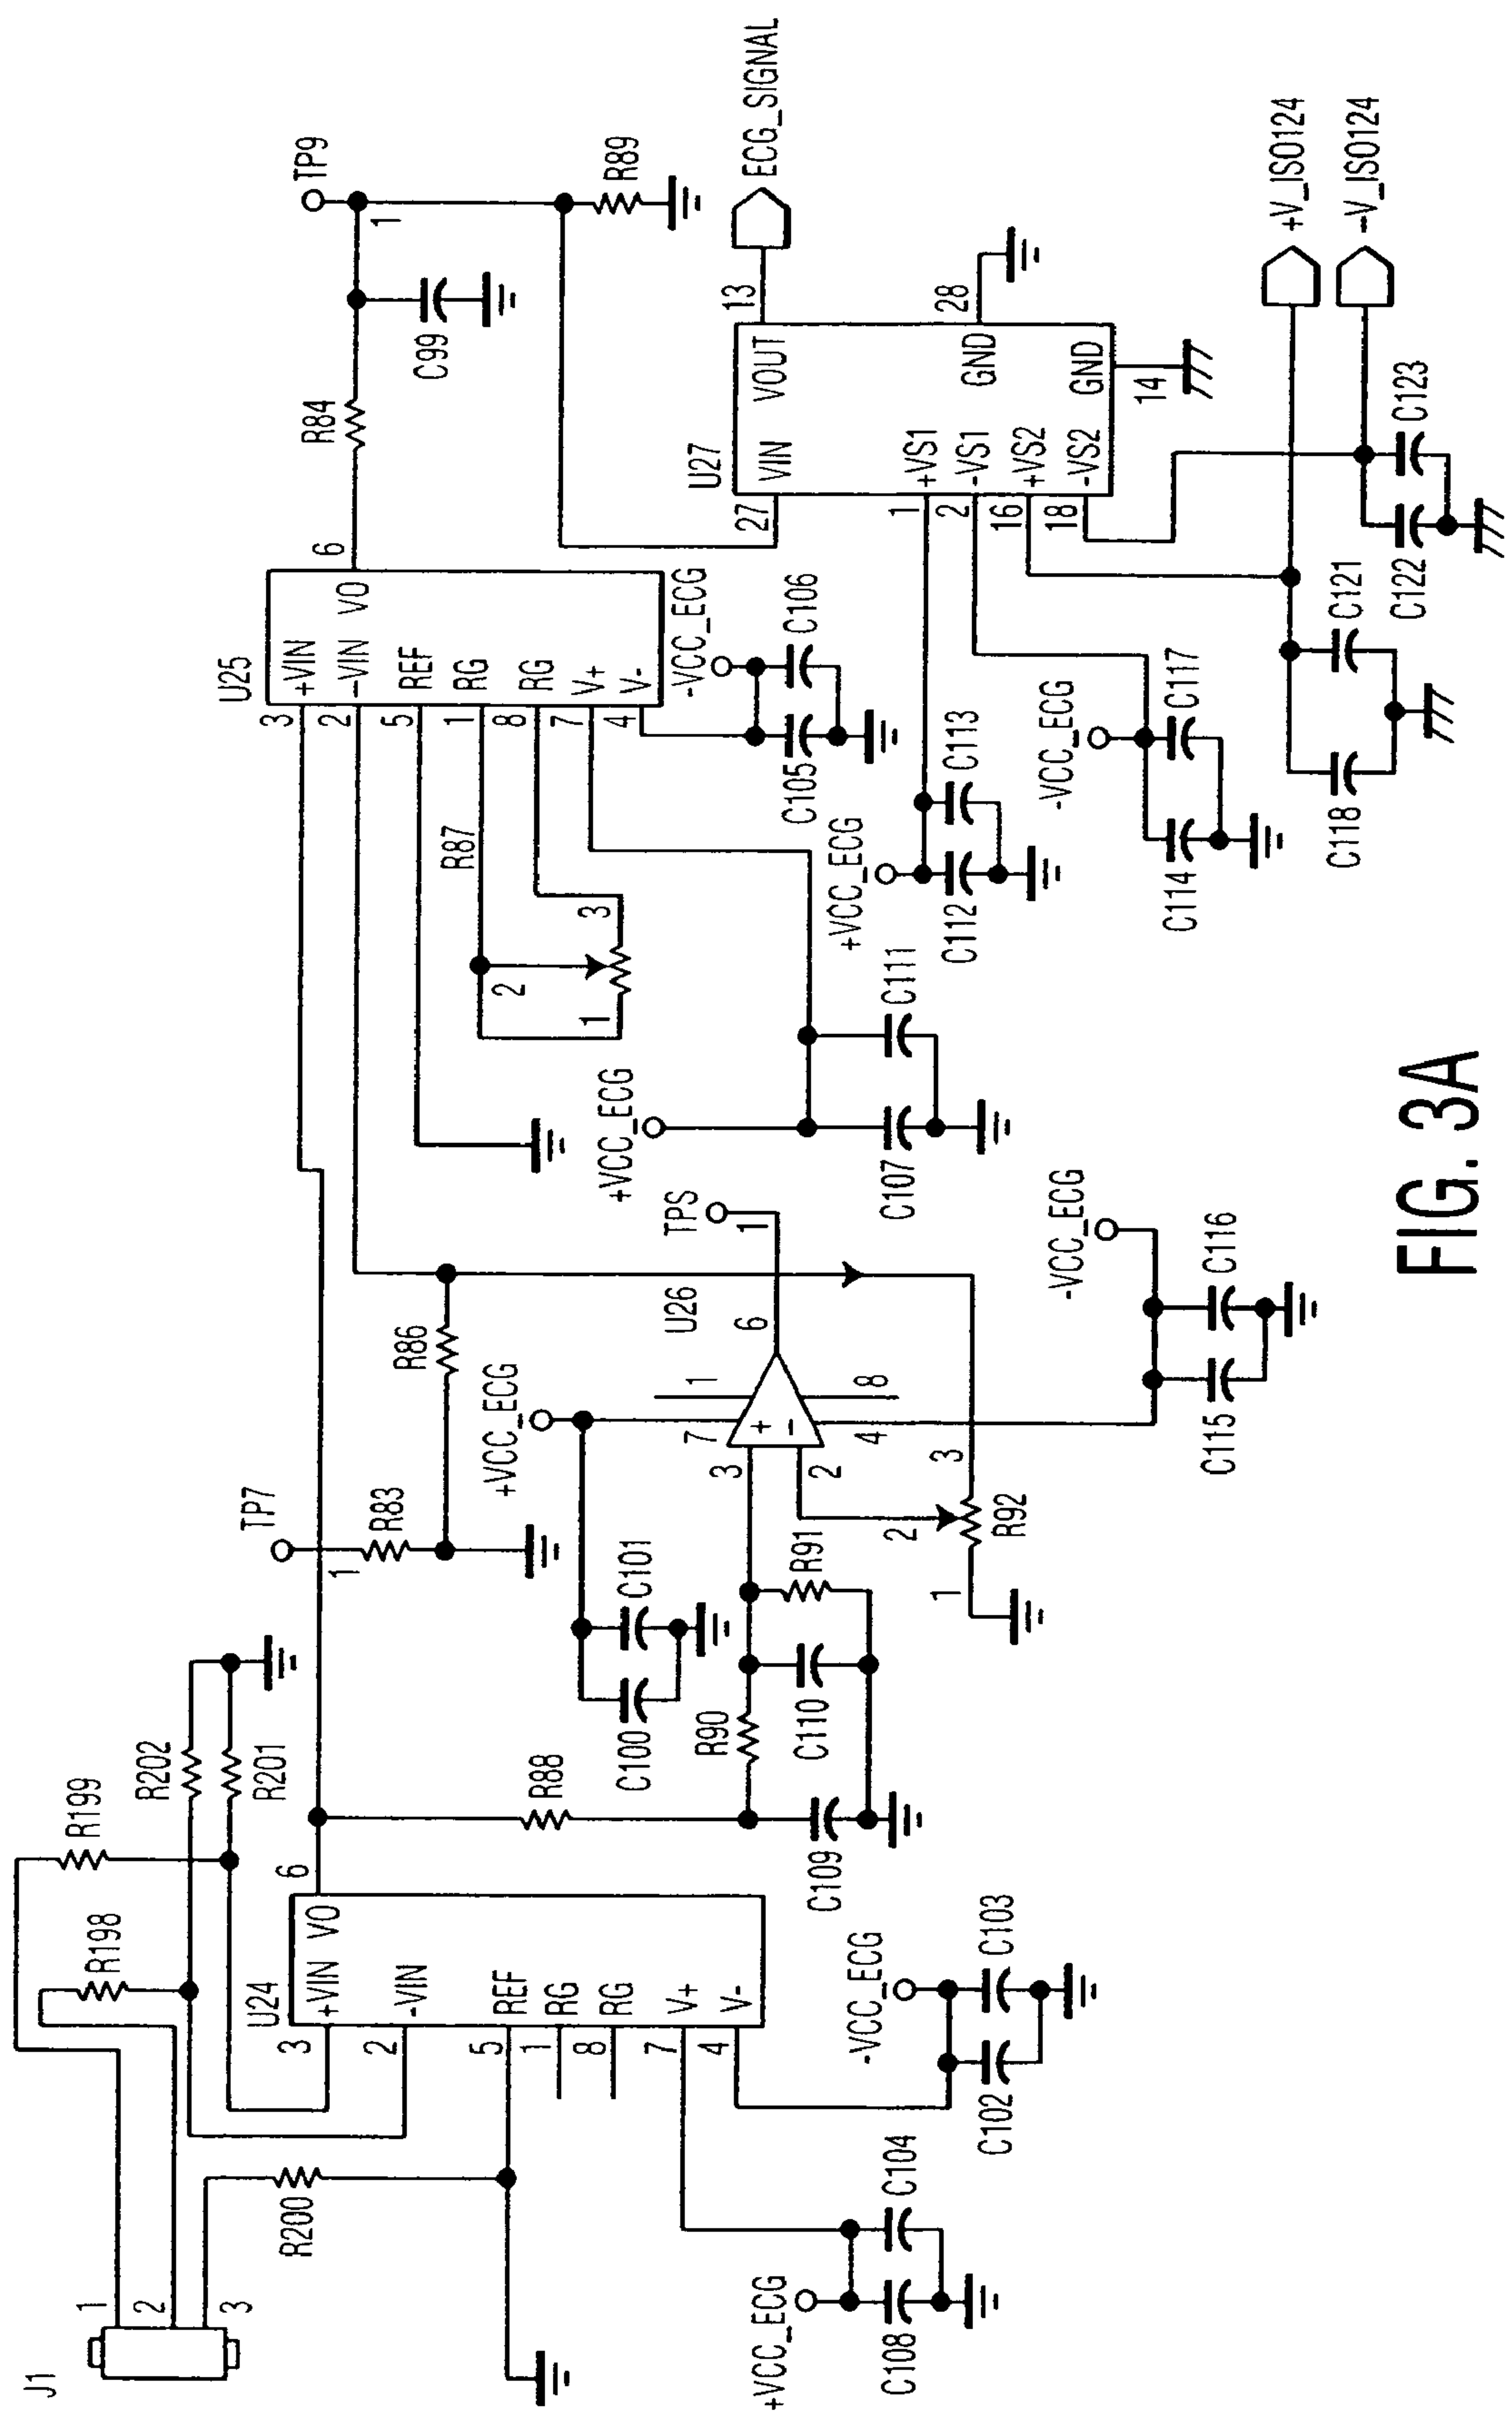 J1
1
2
3
R198
R199
R200
R202
R201
U24
3
+VIN
VO
6
2
-VIN
5
REF
1
RG
8
RG
7
V+
4
V-
+VCC_ECG
C108
C104
-VCC_ECG
C102
C103
R88
C109
R90
C110
R91
C100
C101
TP7
1
R83
R86
+VCC_ECG
U26
7
1
3
+
6
2
-
4
8
TPS
1
2
1
3
R92
-VCC_ECG
C115
C116
U25
3
+VIN
2
-VIN
VO
6
5
REF
1
RG
8
RG
7
V+
4
V-
R87
2
1
3
+VCC_ECG
C107
C111
-VCC_ECG
C105
C106
R84
C99
TP9
1
R89
U27
27
VIN
VOUT
13
ECG_SIGNAL
1
+VS1
2
-VS1
GND
28
16
+VS2
18
-VS2
GND
14
+VCC_ECG
C112
C113
-VCC_ECG
C114
C117
C118
C121
C122
C123
+V_ISO124
-V_ISO124
FIG. 3A